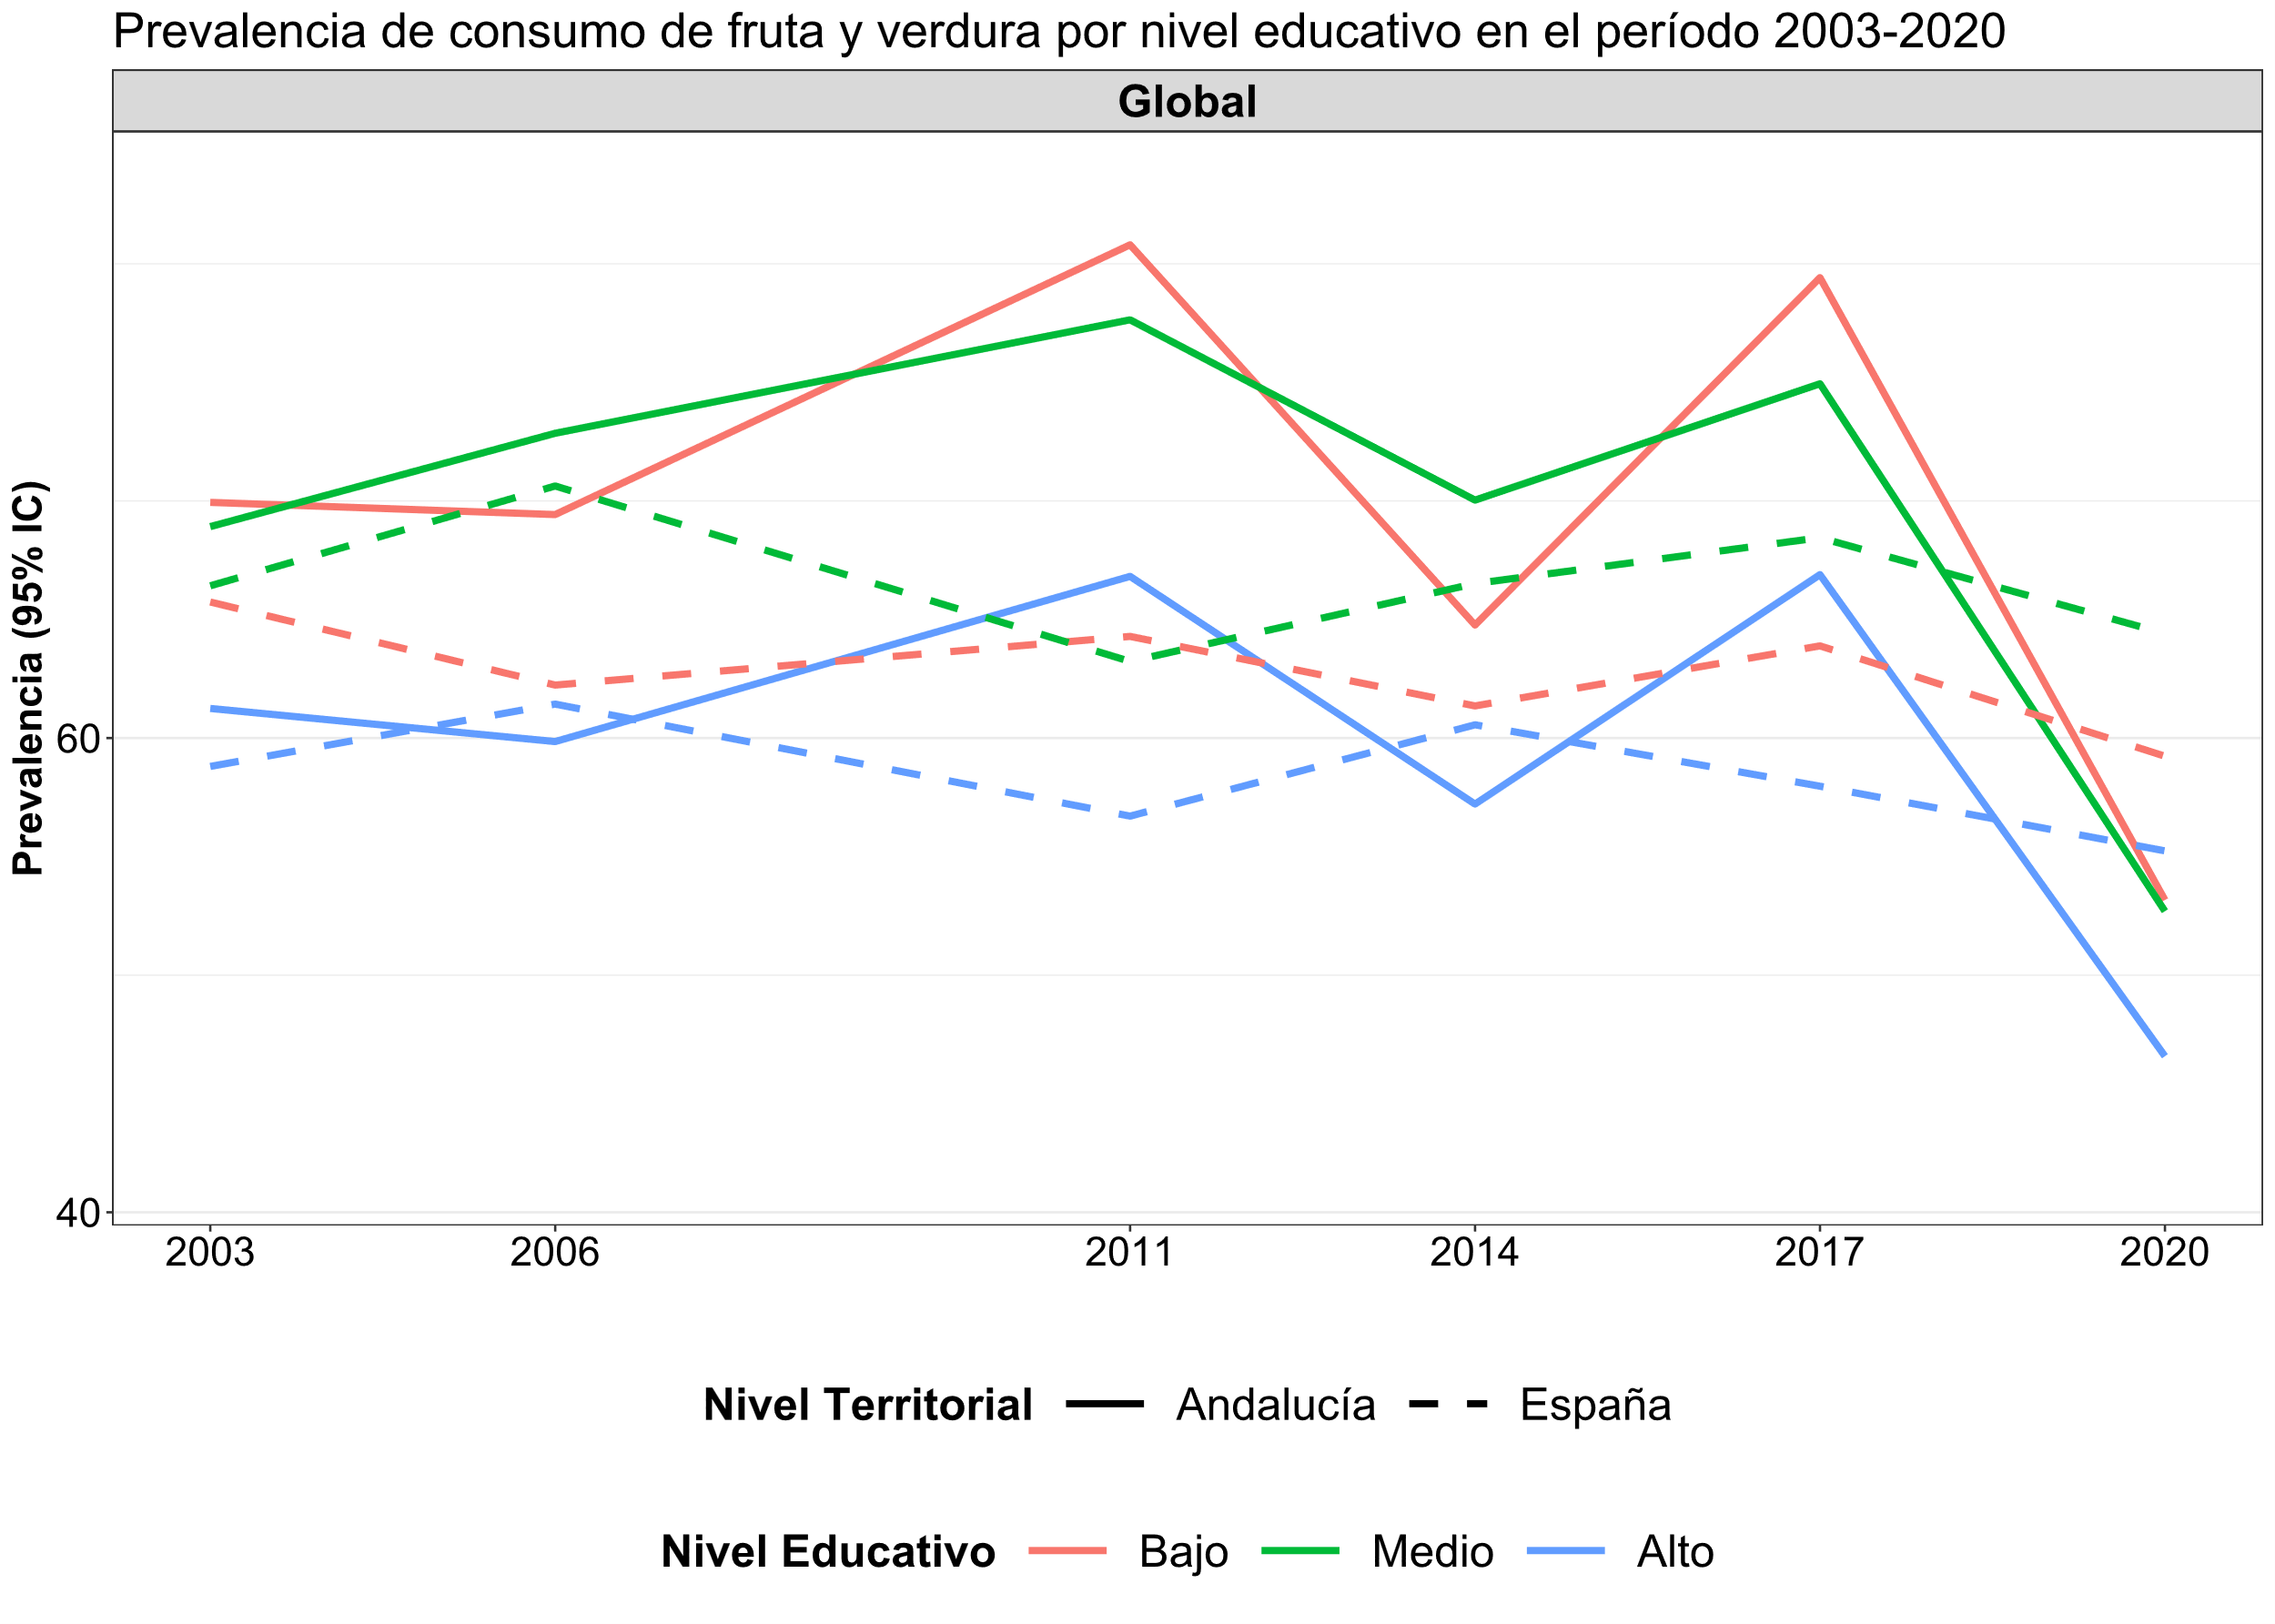 Prevalencia de consumo de fruta y verdura por nivel educativo en el período 2003-2020
Global
Prevalencia (95% IC)
60
40
2003 2006 2011 2014 2017 2020
Nivel Territorial Andalucía España
Nivel Educativo Bajo Medio Alto